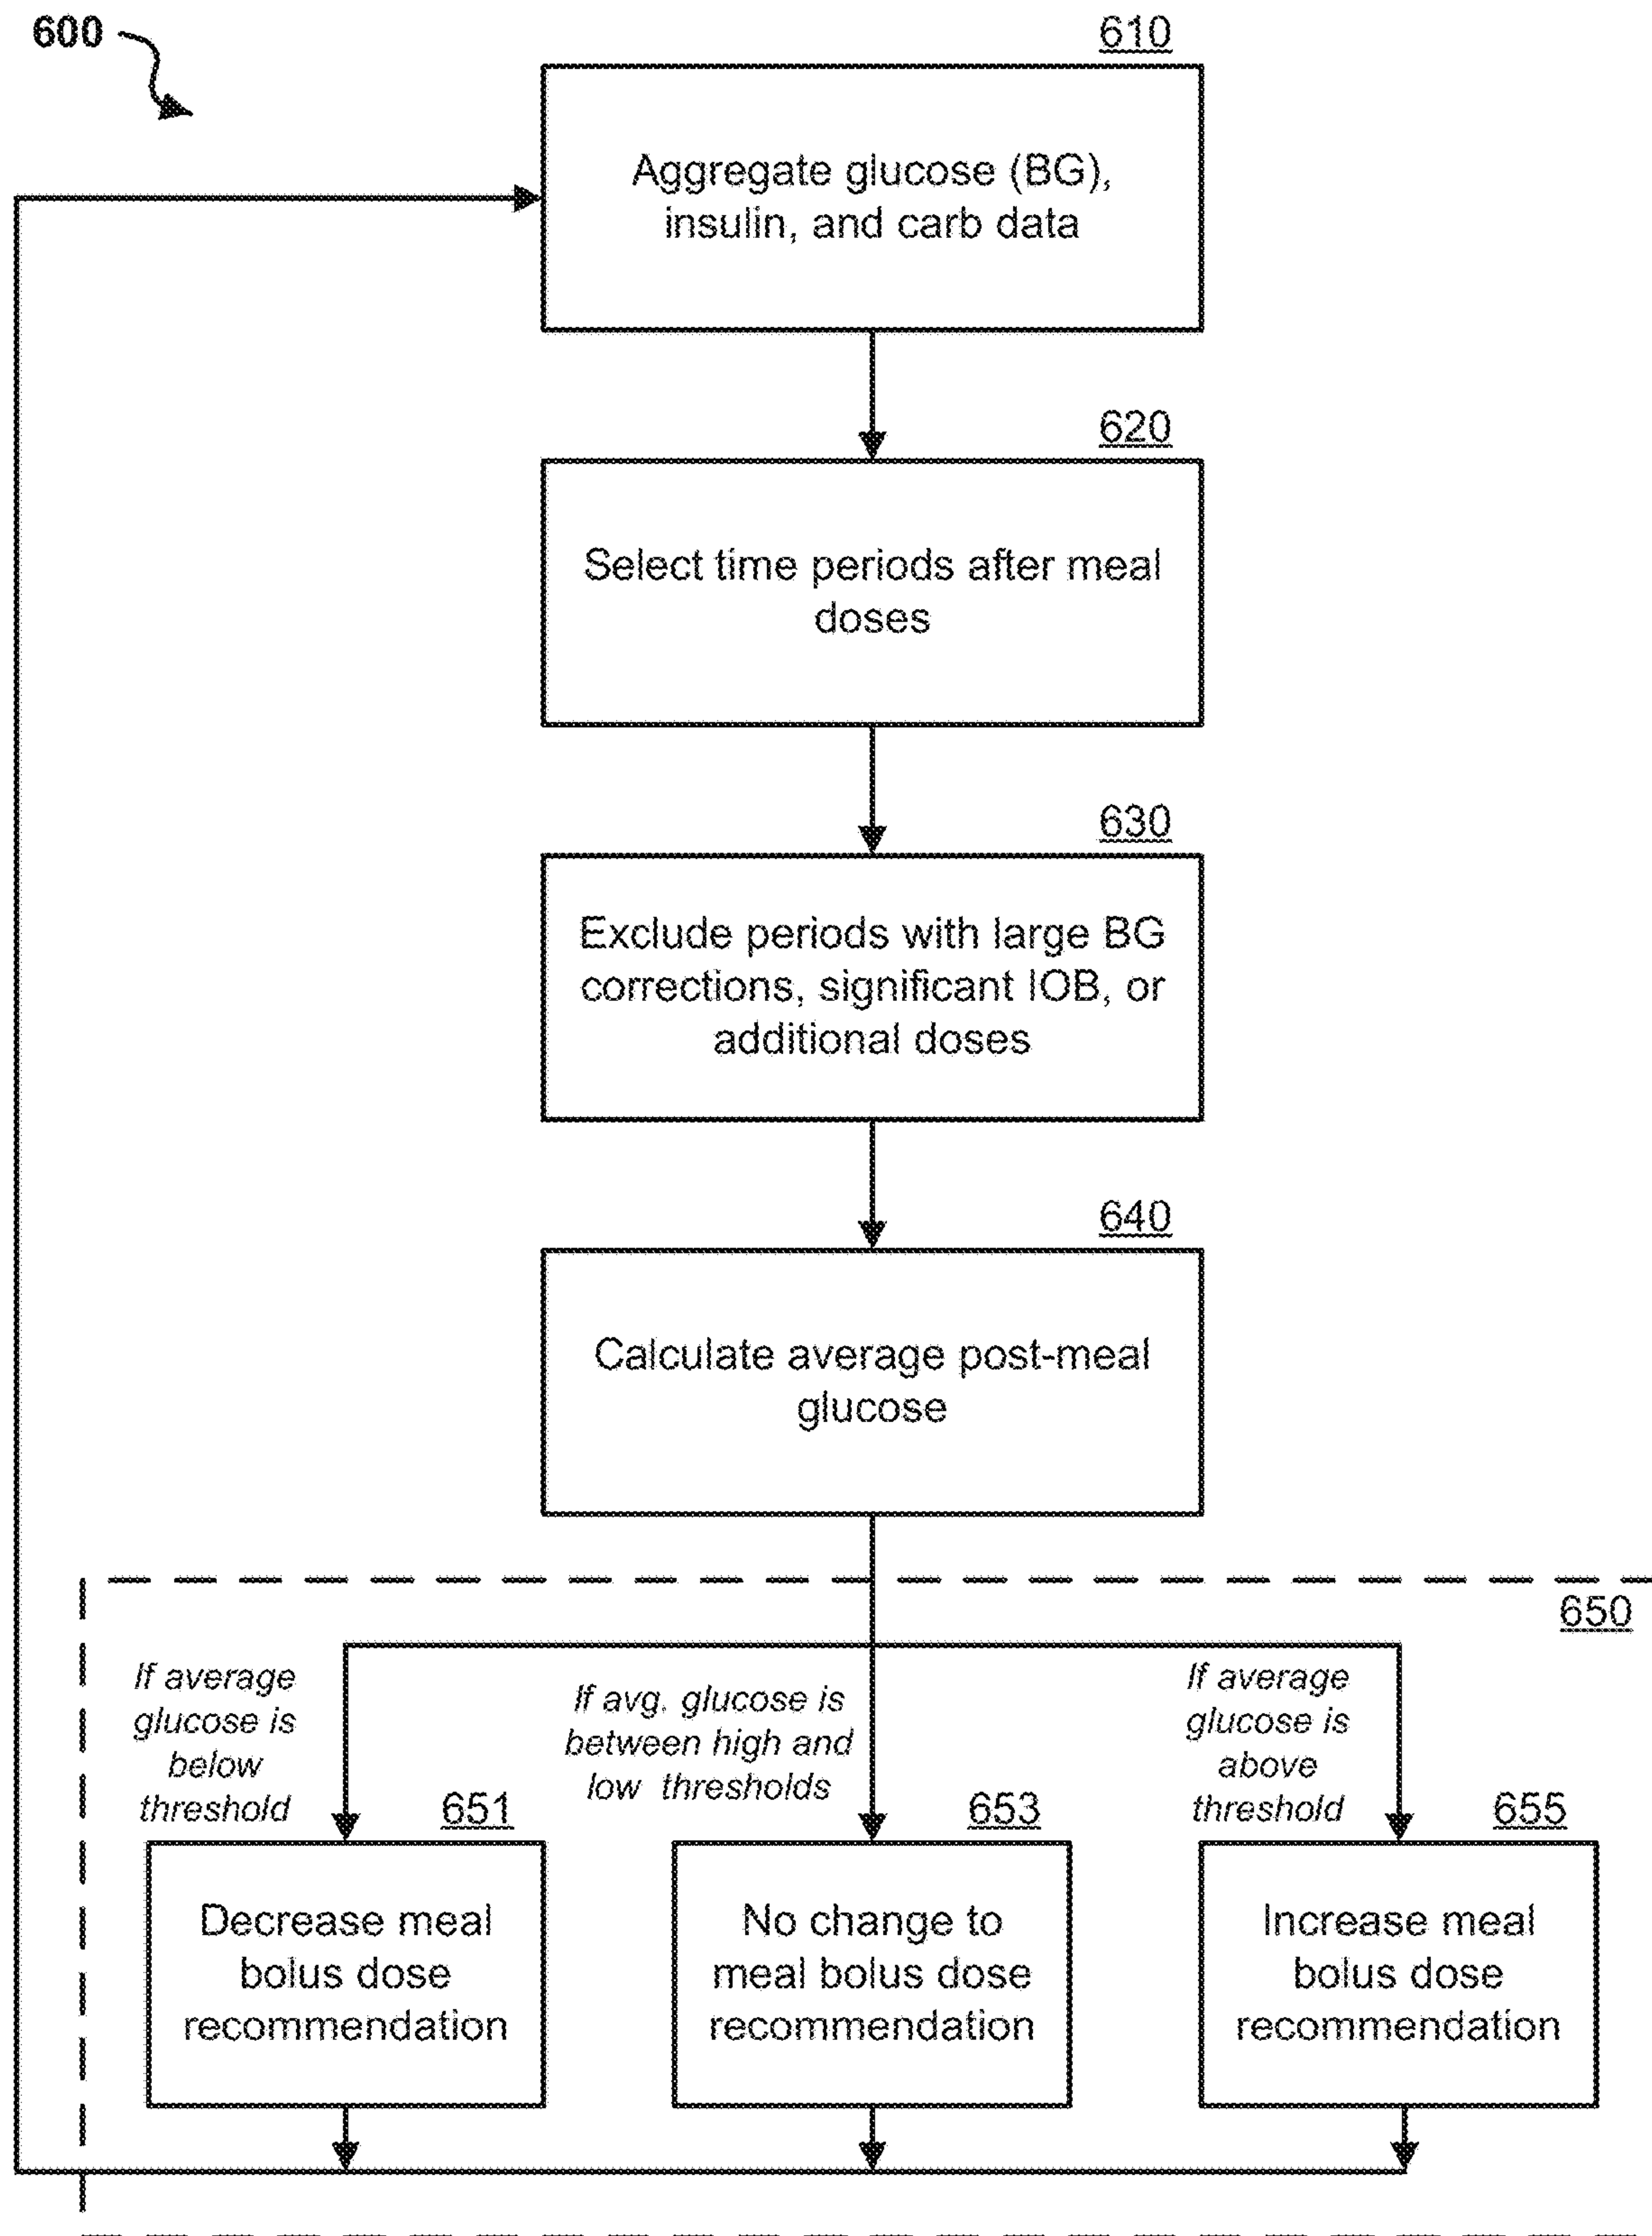 600
610
Aggregate glucose (BG),
insulin, and carb data
620
Select time periods after meal
doses
630
Exclude periods with large BG
corrections, significant IOB, or
additional doses
640
Calculate average post-meal
glucose
650
If average
glucose is
below
threshold
If avg. glucose is
between high and
low thresholds
If average
glucose is
above
threshold
651
Decrease meal
bolus dose
recommendation
653
No change to
meal bolus dose
recommendation
655
Increase meal
bolus dose
recommendation